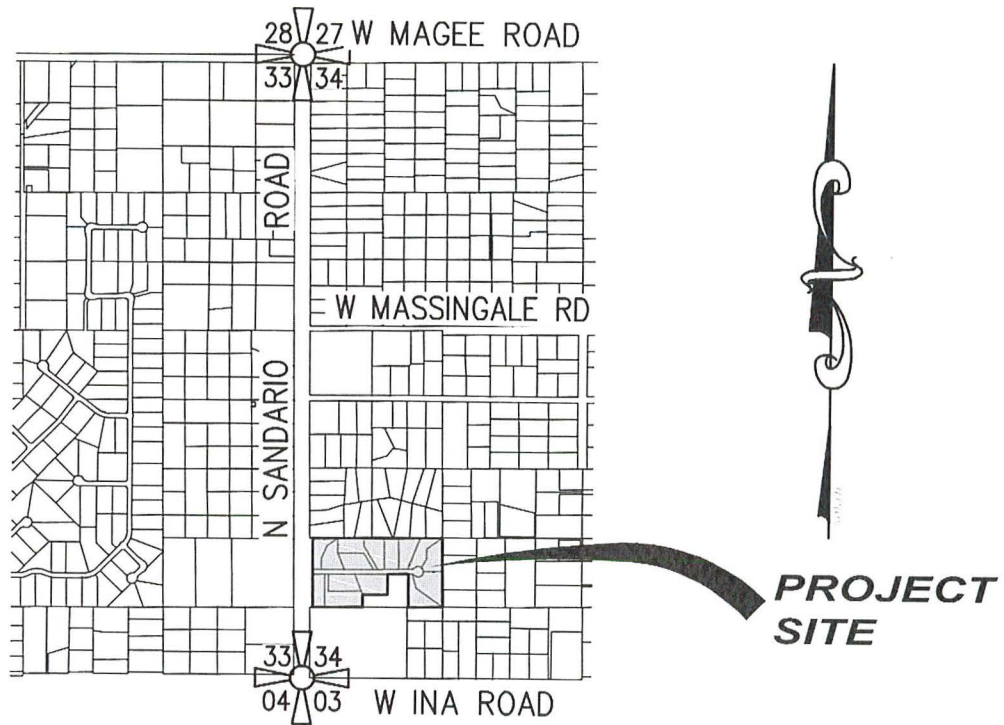 28 27 W MAGEE ROAD
33 34
N SANDARIO ROAD
W MASSINGALE RD
PROJECT
SITE
33 34
04 03 W INA ROAD